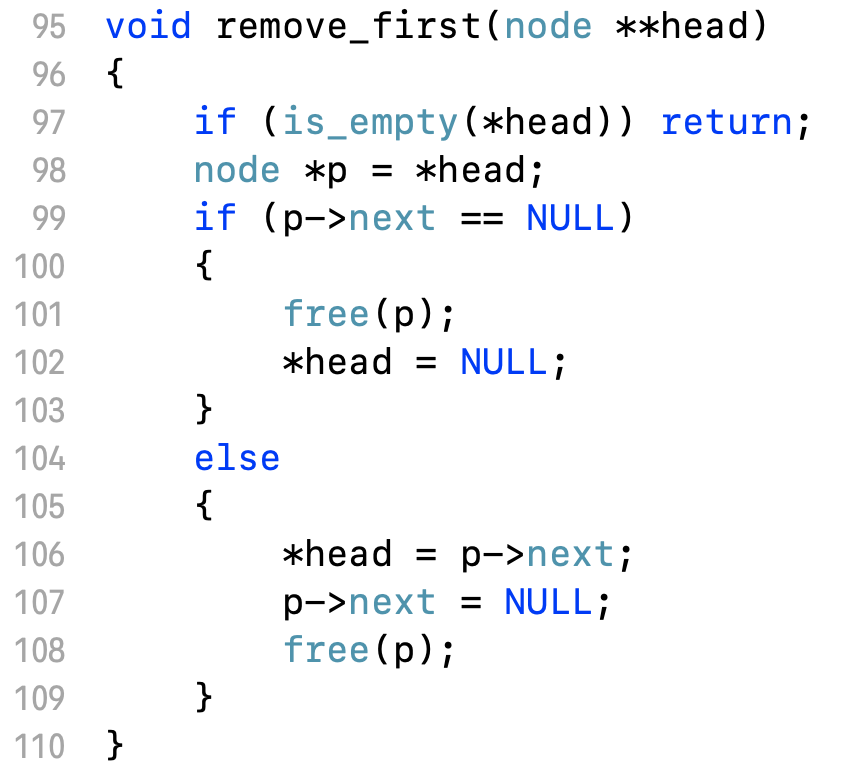 95 void remove_first(node **head)
96 {
97     if (is_empty(*head)) return;
98     node *p = *head;
99     if (p->next == NULL)
100     {
101         free(p);
102         *head = NULL;
103     }
104     else
105     {
106         *head = p->next;
107         p->next = NULL;
108         free(p);
109     }
110 }